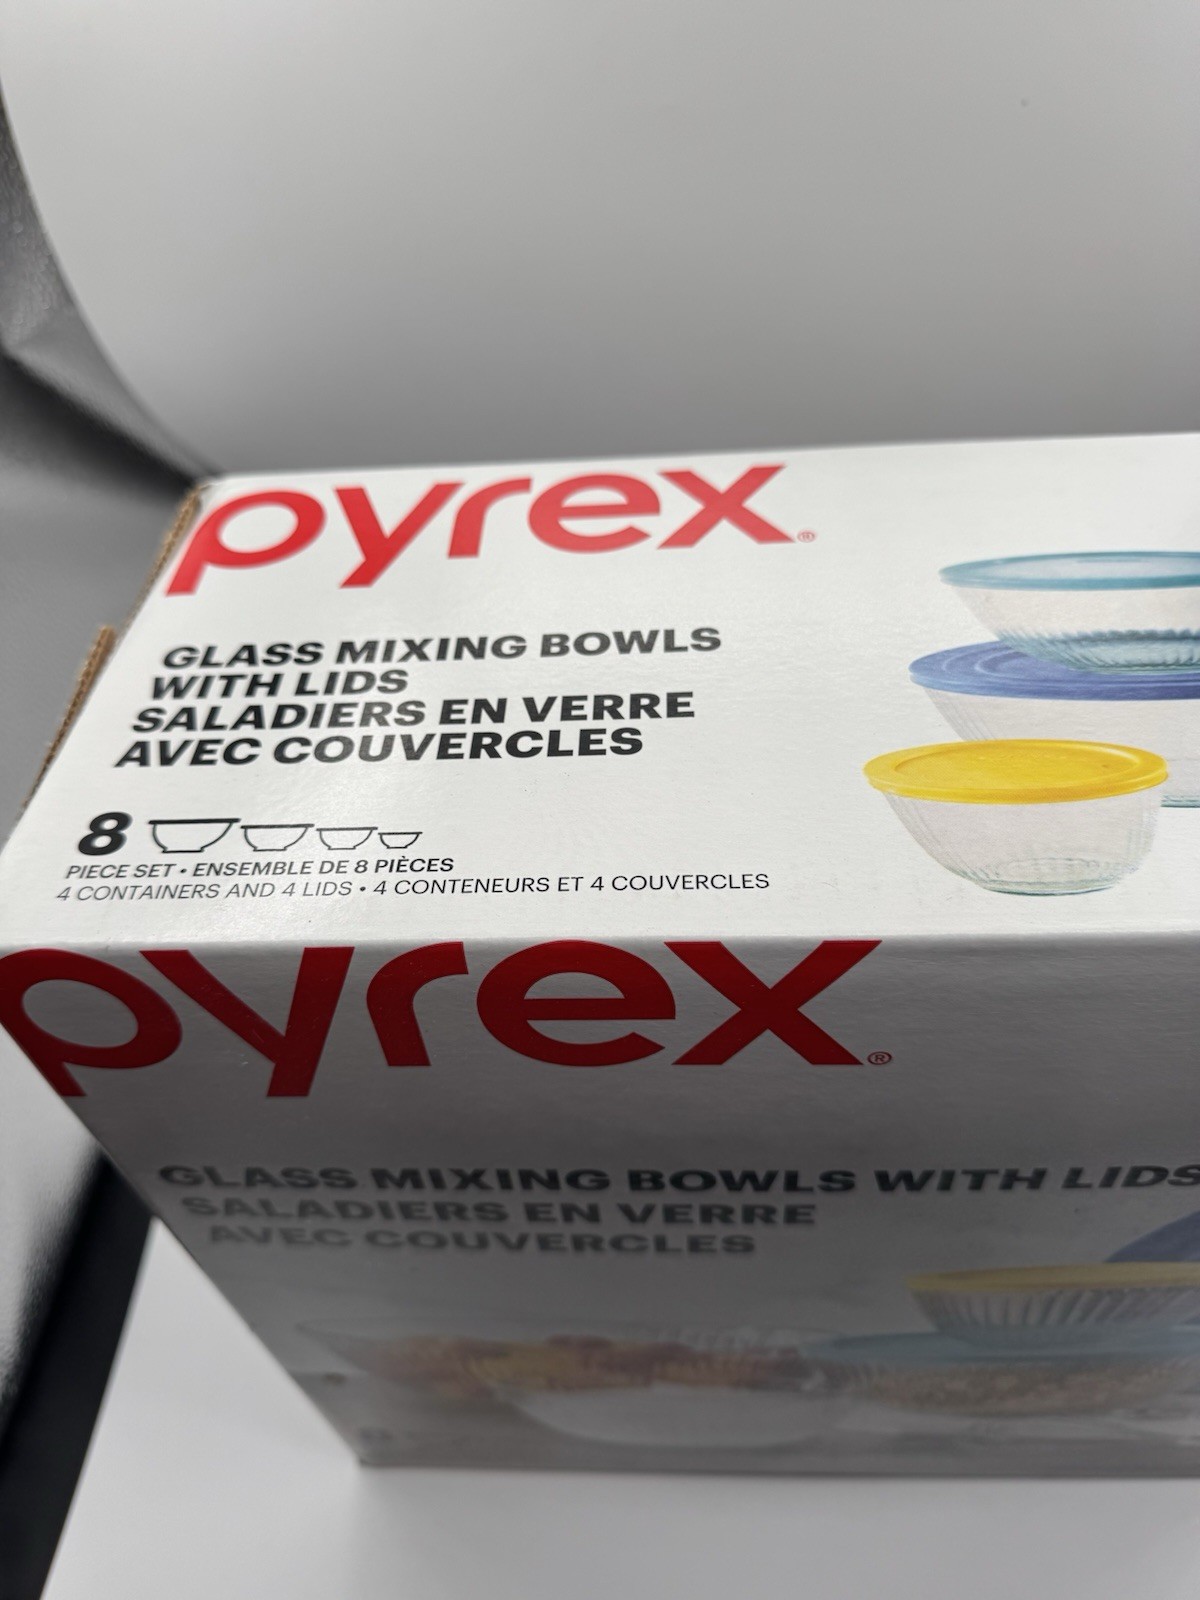 pyrex®
GLASS MIXING BOWLS
WITH LIDS
SALADIERS EN VERRE
AVEC COUVERCLES
8
PIECE SET • ENSEMBLE DE 8 PIÈCES
4 CONTAINERS AND 4 LIDS • 4 CONTENEURS ET 4 COUVERCLES
pyrex®
GLASS MIXING BOWLS WITH LIDS
SALADIERS EN VERRE
AVEC COUVERCLES